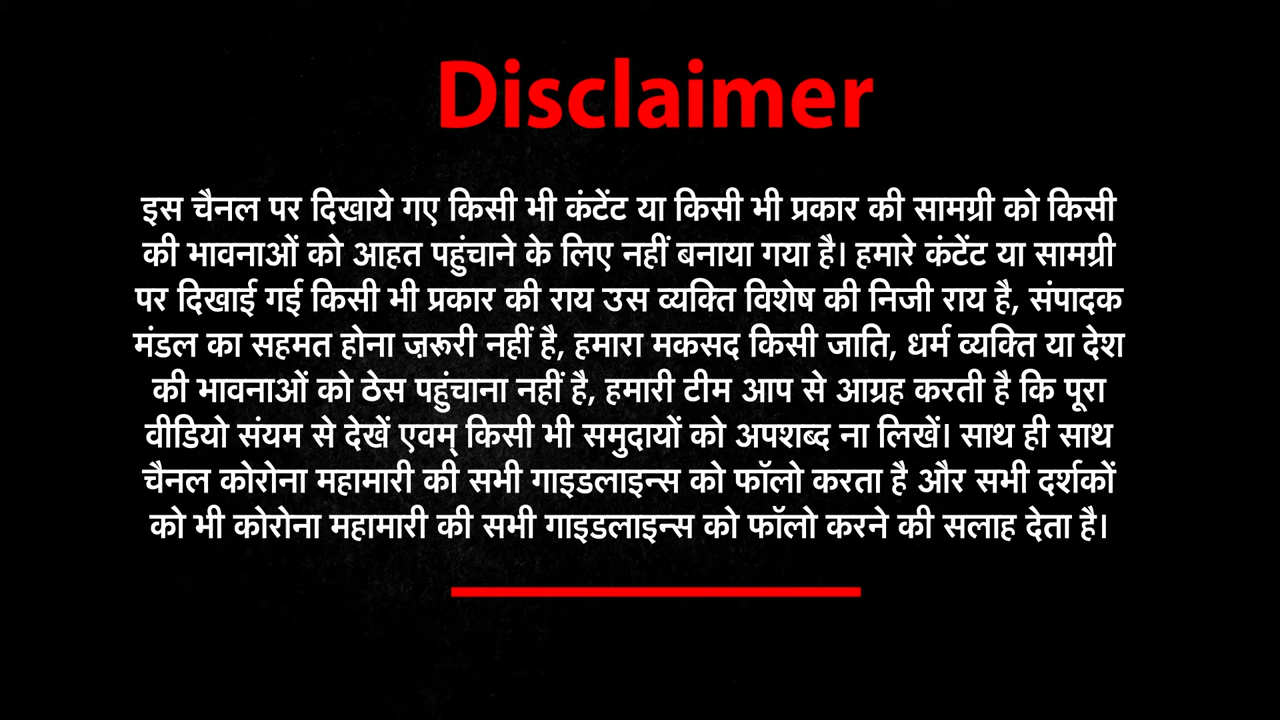 Disclaimer
इस चैनल पर दिखाये गए किसी भी कंटेंट या किसी भी प्रकार की सामग्री को किसी
की भावनाओं को आहत पहुंचाने के लिए नहीं बनाया गया है। हमारे कंटेंट या सामग्री
पर दिखाई गई किसी भी प्रकार की राय उस व्यक्ति विशेष की निजी राय है, संपादक
मंडल का सहमत होना ज़रूरी नहीं है, हमारा मकसद किसी जाति, धर्म व्यक्ति या देश
की भावनाओं को ठेस पहुंचाना नहीं है, हमारी टीम आप से आग्रह करती है कि पूरा
वीडियो संयम से देखें एवम् किसी भी समुदायों को अपशब्द ना लिखें। साथ ही साथ
चैनल कोरोना महामारी की सभी गाइडलाइन्स को फॉलो करता है और सभी दर्शकों
को भी कोरोना महामारी की सभी गाइडलाइन्स को फॉलो करने की सलाह देता है।